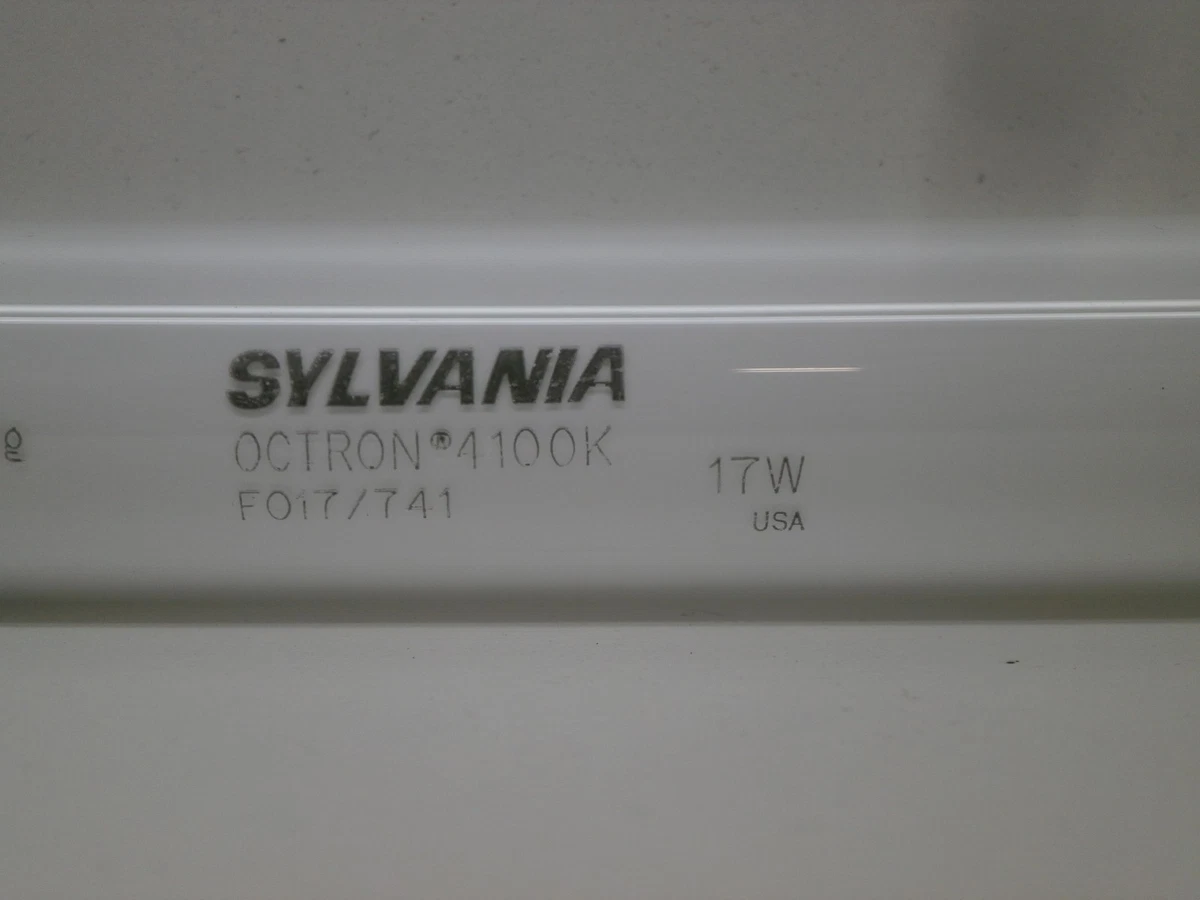 SYLVANIA
OCTRON®4100K
FO17/741
17W
USA